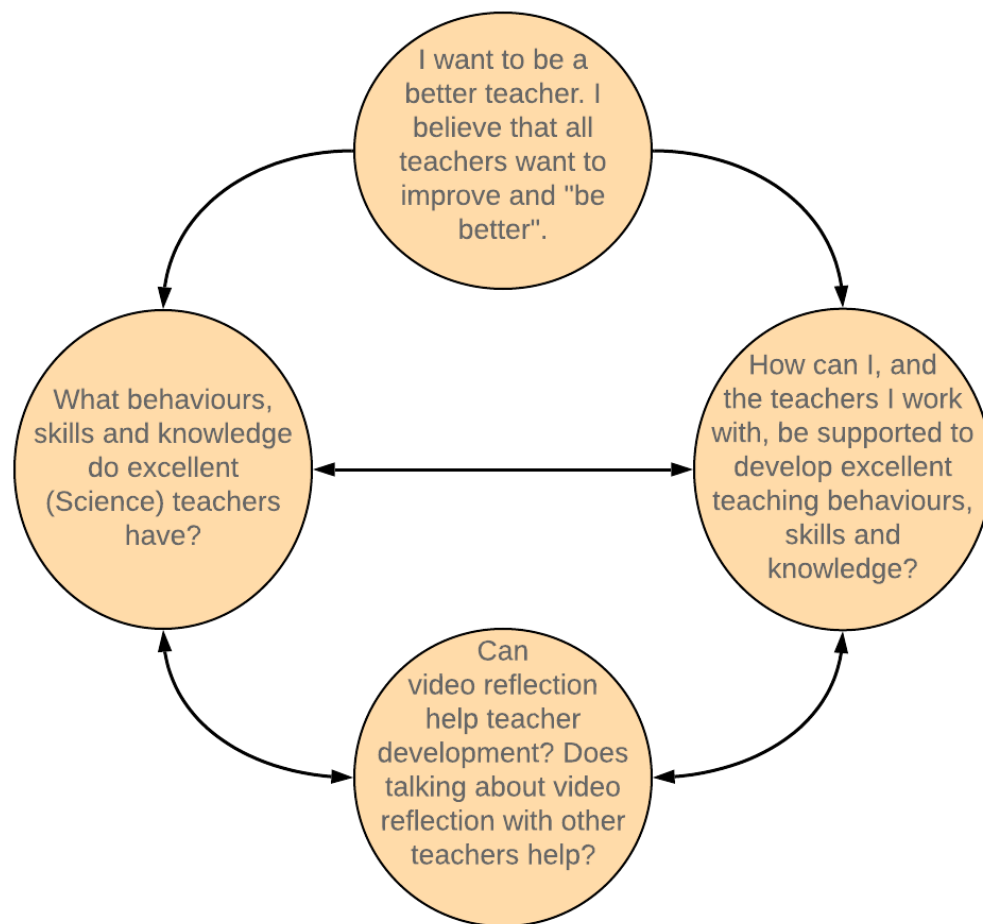 I want to be a
better teacher. I
believe that all
teachers want to
improve and "be
better".
What behaviours,
skills and knowledge
do excellent
(Science) teachers
have?
How can I, and
the teachers I work
with, be supported to
develop excellent
teaching behaviours,
skills and
knowledge?
Can
video reflection
help teacher
development? Does
talking about video
reflection with other
teachers help?